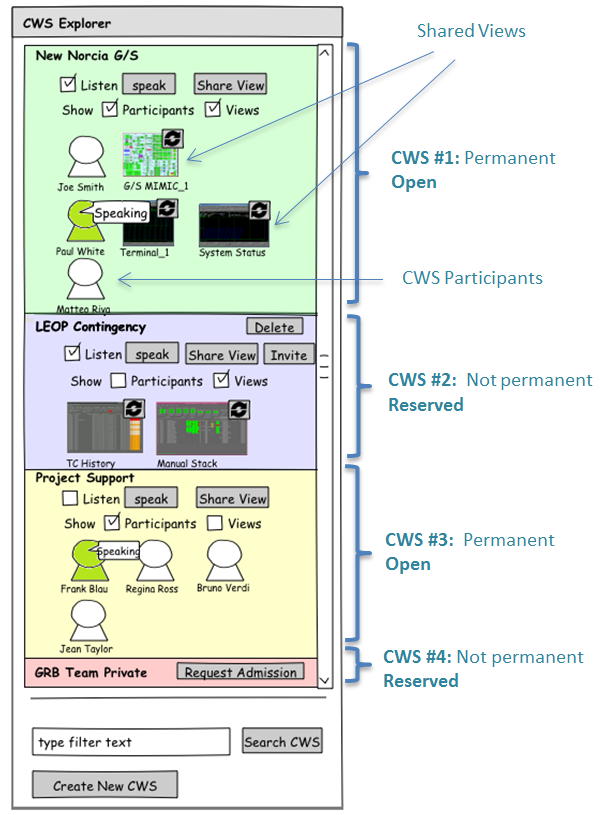 CWS Explorer
New Norcia G/S
Listen speak Share View
Show Participants Views
Joe Smith G/S MIMIC_1
Speaking
Paul White Terminal_1 System Status
Matteo Riva
LEOP Contingency Delete
Listen speak Share View Invite
Show Participants Views
TC History Manual Stack
Project Support
Listen speak Share View
Show Participants Views
Speaking
Frank Blau Regina Ross Bruno Verdi
Jean Taylor
GRB Team Private Request Admission
type filter text Search CWS
Create New CWS
Shared Views
CWS #1: Permanent
Open
CWS Participants
CWS #2: Not permanent
Reserved
CWS #3: Permanent
Open
CWS #4: Not permanent
Reserved